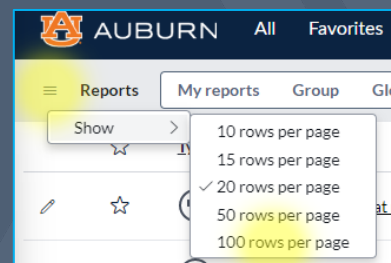 AUBURN All Favorites
Reports My reports Group
Show
10 rows per page
15 rows per page
20 rows per page
50 rows per page
100 rows per page